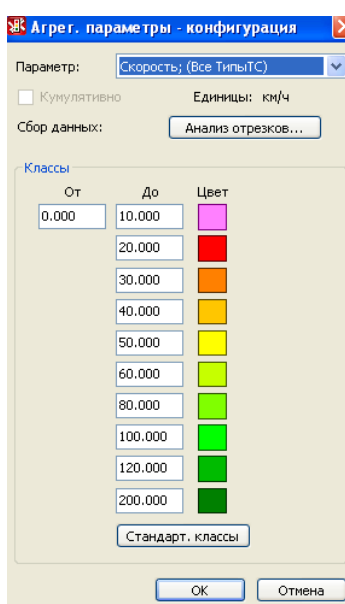 Агрег. параметры - конфигурация
Параметр: Скорость; (Все ТипыТС)
Кумулятивно Единицы: км/ч
Сбор данных: Анализ отрезков...
Классы
От До Цвет
0.000 10.000
20.000
30.000
40.000
50.000
60.000
80.000
100.000
120.000
200.000
Стандарт. классы
OK Отмена